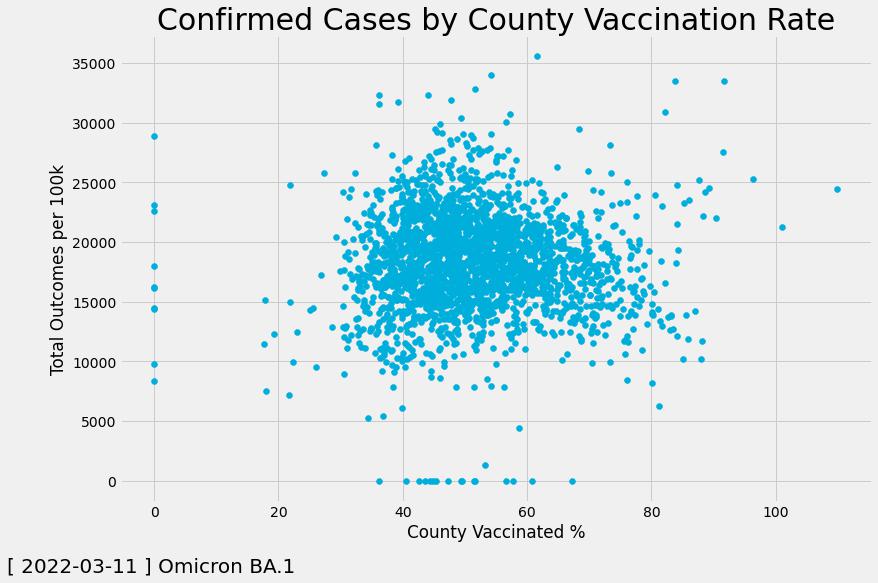 Confirmed Cases by County Vaccination Rate
Total Outcomes per 100k
35000
30000
25000
20000
15000
10000
5000
0
0 20 40 60 80 100
County Vaccinated %
[ 2022-03-11 ] Omicron BA.1